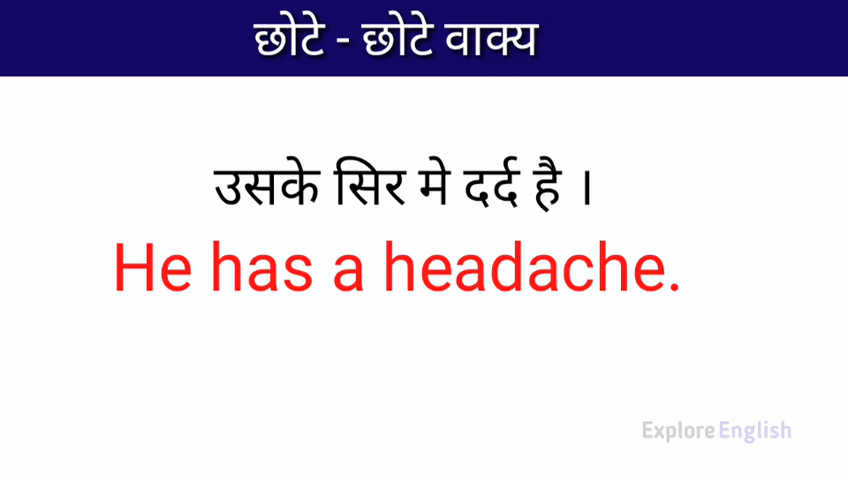 छोटे - छोटे वाक्य
उसके सिर मे दर्द है ।
He has a headache.
Explore English